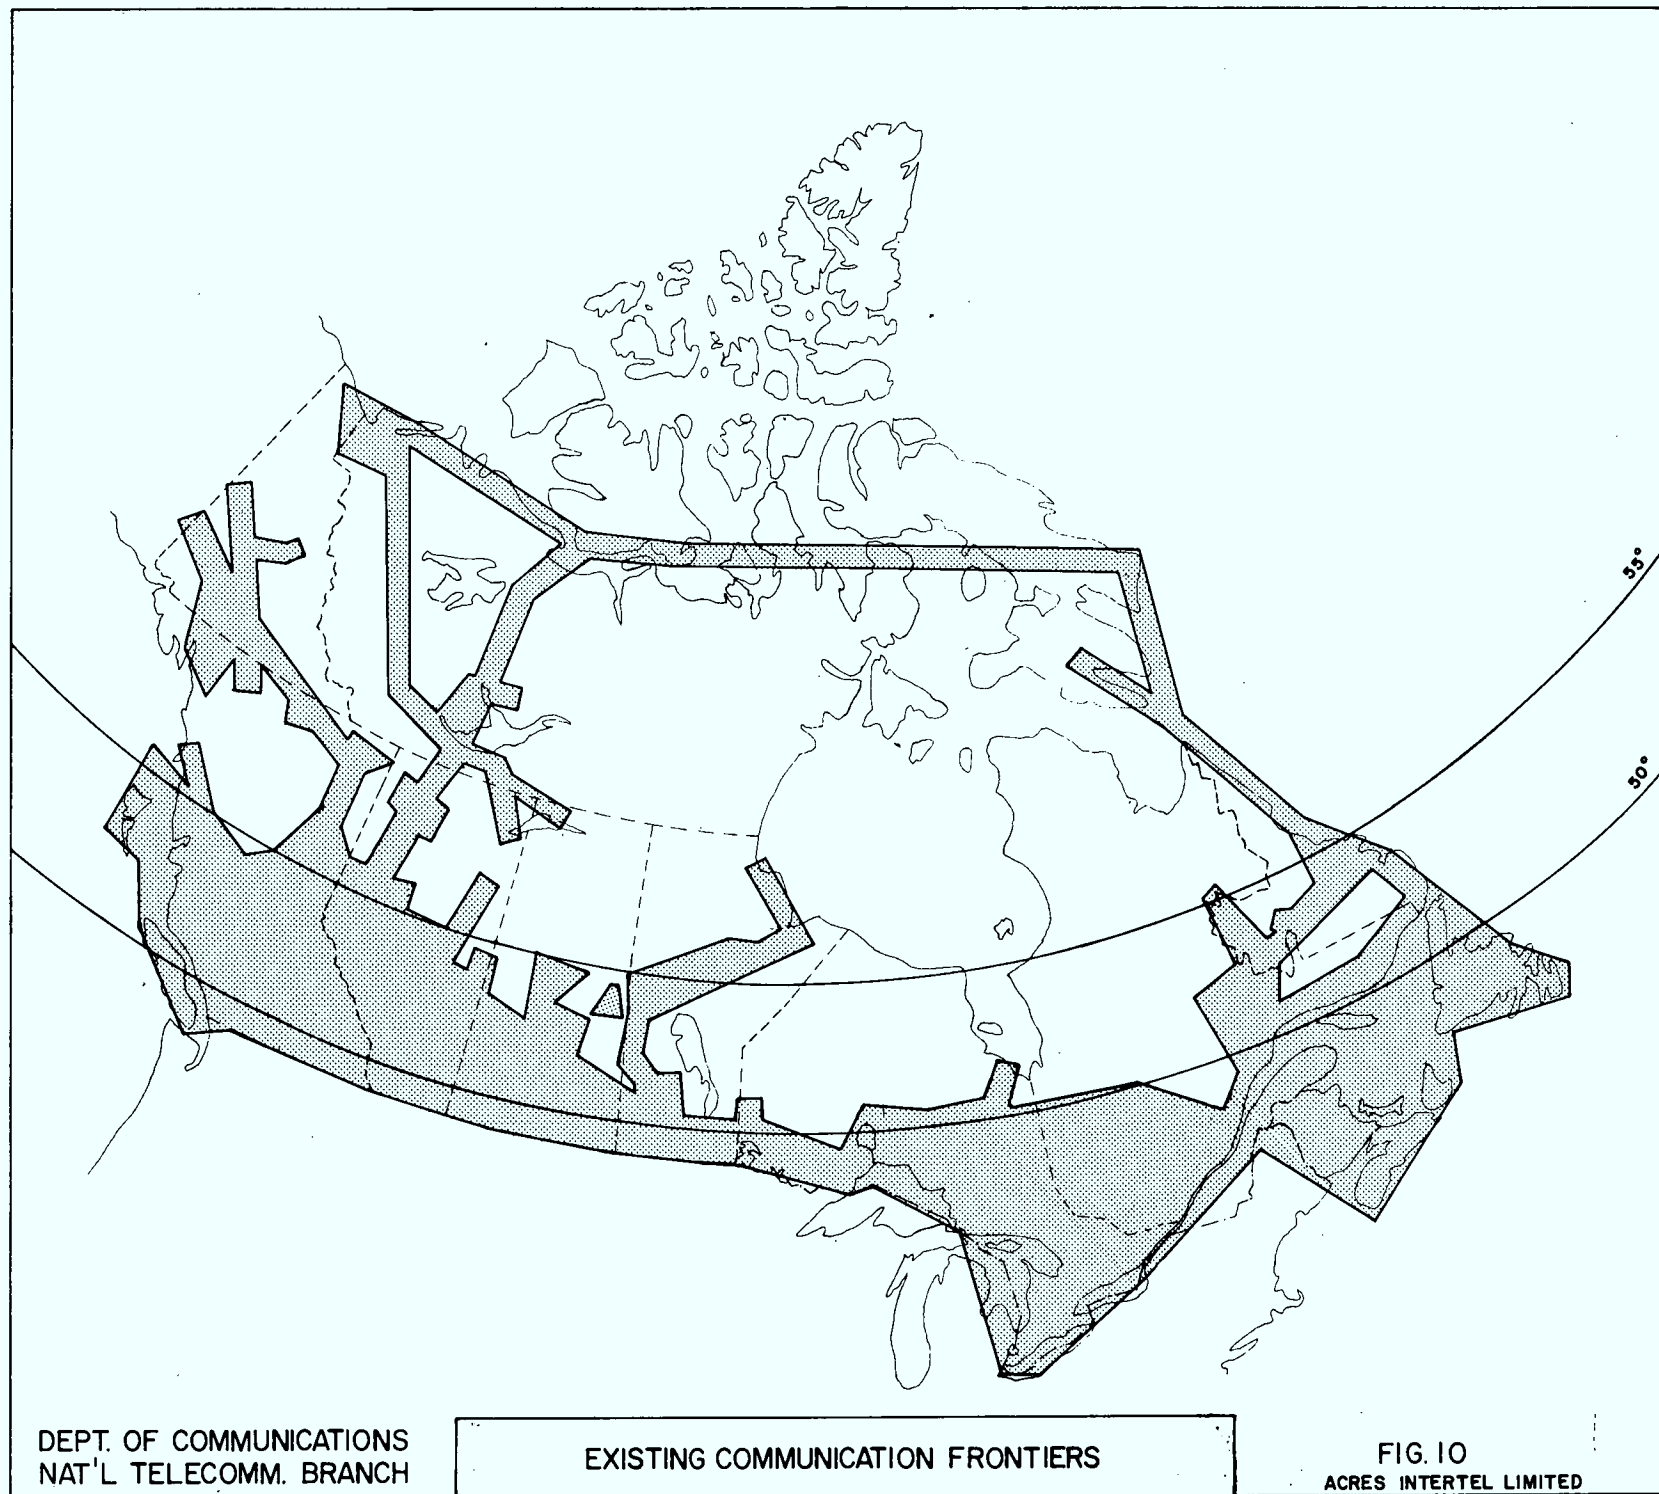 55°
50°
DEPT. OF COMMUNICATIONS
NAT'L TELECOMM. BRANCH
EXISTING COMMUNICATION FRONTIERS
FIG. 10
ACRES INTERTEL LIMITED